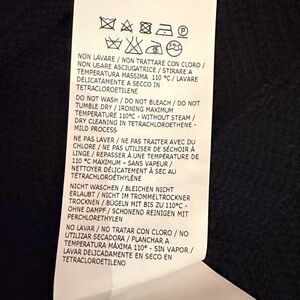 NON LAVARE / NON TRATTARE CON CLORO /
NON USARE ASCIUGATRICE / STIRARE A
TEMPERATURA MASSIMA 110 °C / LAVARE
DELICATAMENTE A SECCO IN
TETRACLOROETILENE
DO NOT WASH / DO NOT BLEACH / DO NOT
TUMBLE DRY / IRONING MAXIMUM
TEMPERATURE 110°C - WITHOUT STEAM /
DRY CLEANING IN TETRACHLOROETHENE -
MILD PROCESS
NE PAS LAVER / NE PAS TRAITER AVEC DU
CHLORE / NE PAS UTILISER DE SÉCHOIR À
LINGE / REPASSER À UNE TEMPÉRATURE DE
110 °C MAXIMUM - SANS VAPEUR /
NETTOYER DÉLICATEMENT À SEC AU
TÉTRACHLOROÉTHYLÈNE
NICHT WASCHEN / BLEICHEN NICHT
ERLAUBT / NICHT IM TROMMELTROCKNER
TROCKNEN / BÜGELN MIT BIS ZU 110°C -
OHNE DAMPF / SCHONEND REINIGEN MIT
PERCHLORETHYLEN
NO LAVAR / NO TRATAR CON CLORO / NO
UTILIZAR SECADORA / PLANCHAR A
TEMPERATURA MÁXIMA 110° - SIN VAPOR /
LAVAR DELICADAMENTE EN SECO EN
TETRACLOROETILENO